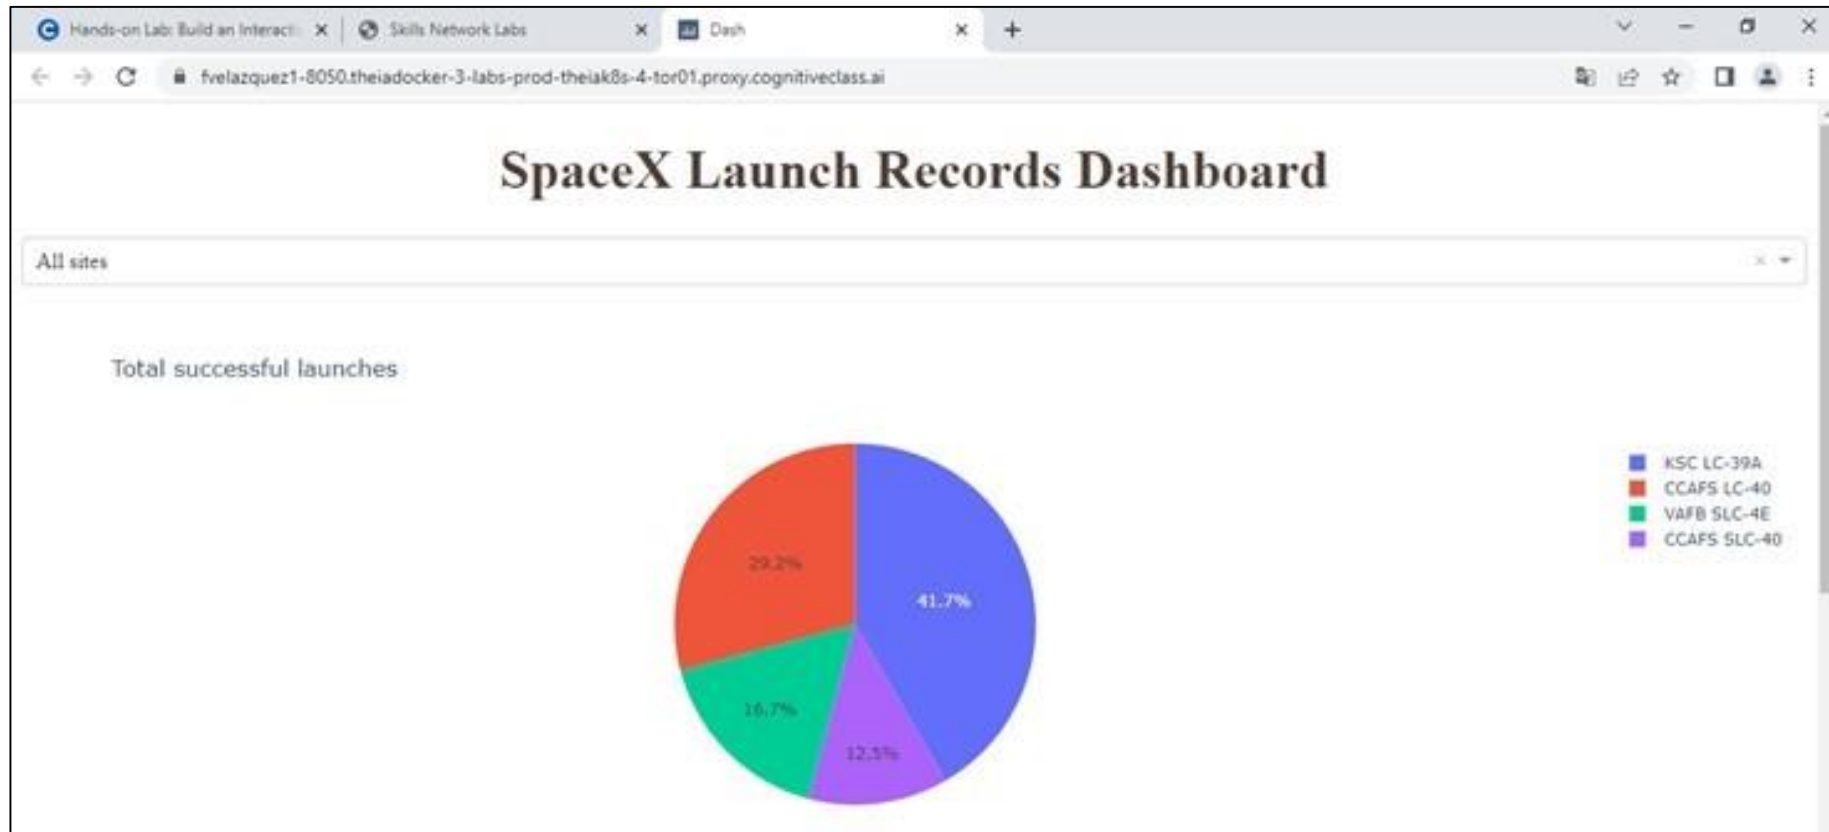 Hands-on Lab: Build an Interacti
Skills Network Labs
Dash
fvelazquez1-8050.theiadocker-3-labs-prod-theiak8s-4-tor01.proxy.cognitiveclass.ai
SpaceX Launch Records Dashboard
All sites
Total successful launches
KSC LC-39A
CCAFS LC-40
VAFB SLC-4E
CCAFS SLC-40
29.2%
41.7%
16.7%
12.5%